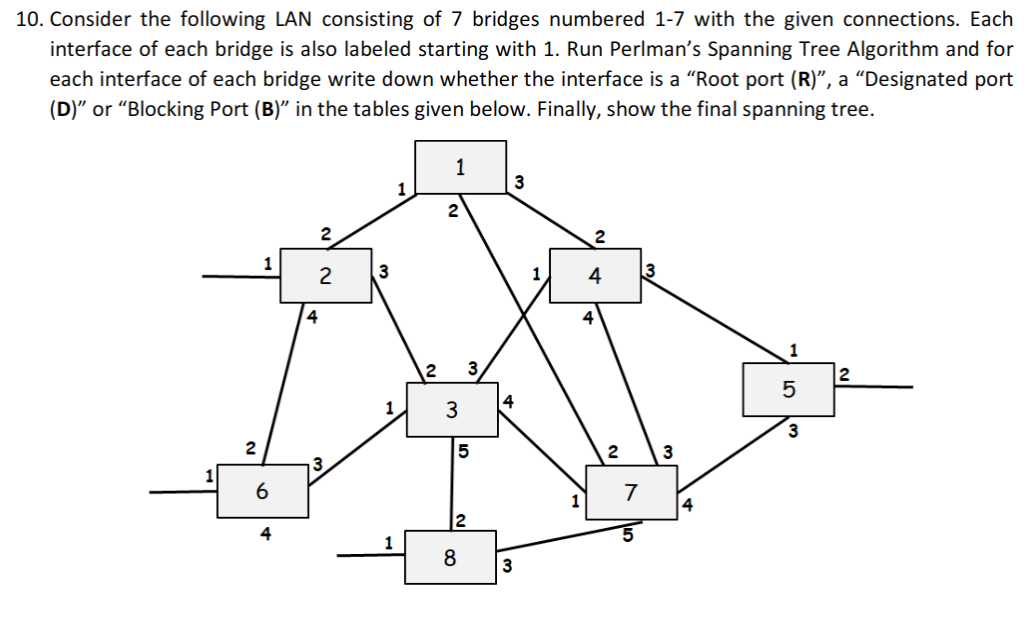 10. Consider the following LAN consisting of 7 bridges numbered 1-7 with the given connections. Each
interface of each bridge is also labeled starting with 1. Run Perlman’s Spanning Tree Algorithm and for
each interface of each bridge write down whether the interface is a “Root port (R)”, a “Designated port
(D)” or “Blocking Port (B)” in the tables given below. Finally, show the final spanning tree.
1
1 3
2
2 2
1 3 1 3
2 4
4 4
1
2 3 2
5
1 3 4
3
2 5 2 3
3
1 7
6 1 4
2
4 5
1
8 3